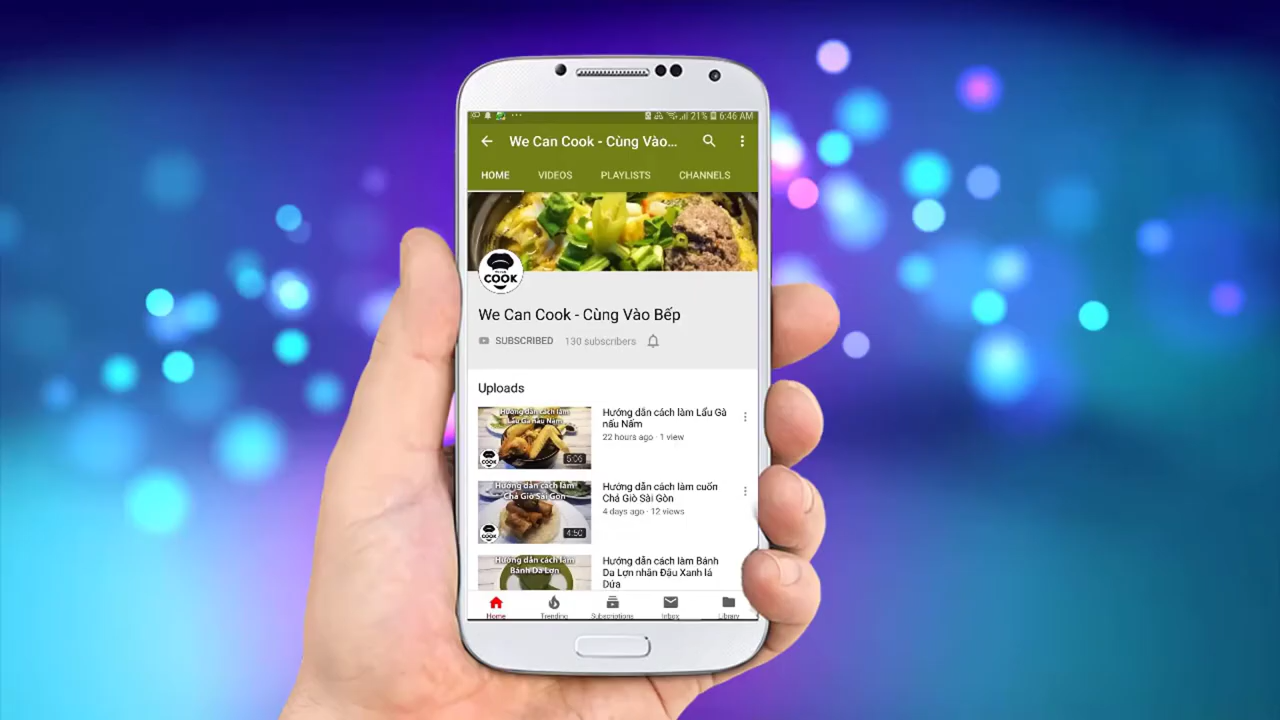 21% 6:46 AM
We Can Cook - Cùng Vào...
HOME VIDEOS PLAYLISTS CHANNELS
COOK
We Can Cook - Cùng Vào Bếp
SUBSCRIBED 130 subscribers
Uploads
Hướng dẫn cách làm
Lẩu Gà nấu Nấm
COOK
5:06
Hướng dẫn cách làm Lẩu Gà
nấu Nấm
22 hours ago · 1 view
Hướng dẫn cách làm
Chả Giò Sài Gòn
COOK
4:50
Hướng dẫn cách làm cuốn
Chả Giò Sài Gòn
4 days ago · 12 views
Hướng dẫn cách làm
Bánh Da Lợn
Hướng dẫn cách làm Bánh
Da Lợn nhân Đậu Xanh lá
Dứa
Home Trending Subscriptions Inbox Library